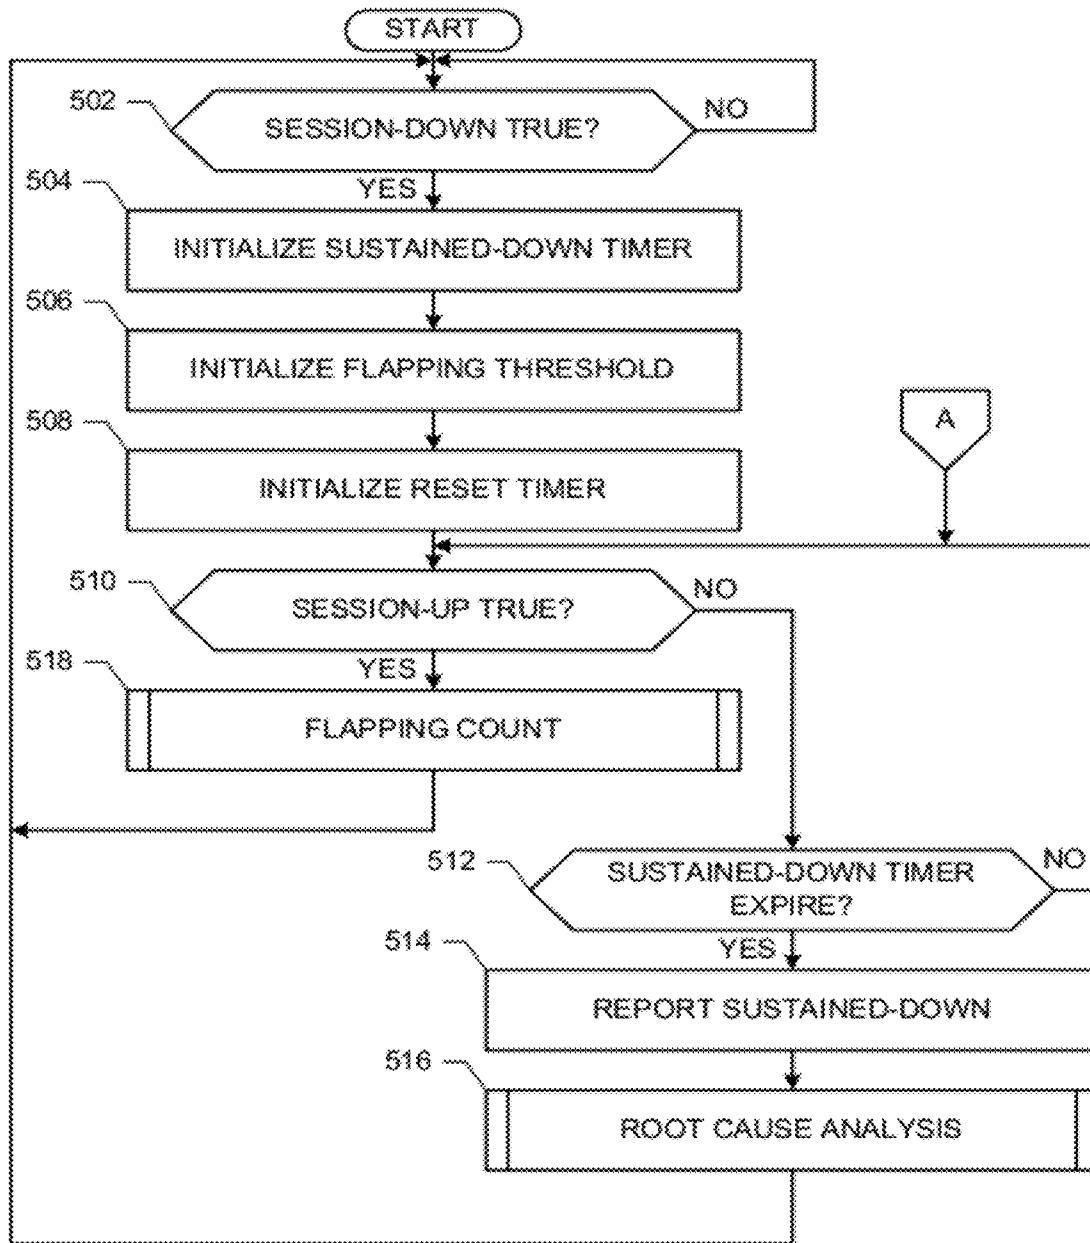 START
502
SESSION-DOWN TRUE?
NO
YES
504
INITIALIZE SUSTAINED-DOWN TIMER
506
INITIALIZE FLAPPING THRESHOLD
508
INITIALIZE RESET TIMER
A
510
SESSION-UP TRUE?
NO
YES
518
FLAPPING COUNT
512
SUSTAINED-DOWN TIMER
EXPIRE?
NO
YES
514
REPORT SUSTAINED-DOWN
516
ROOT CAUSE ANALYSIS